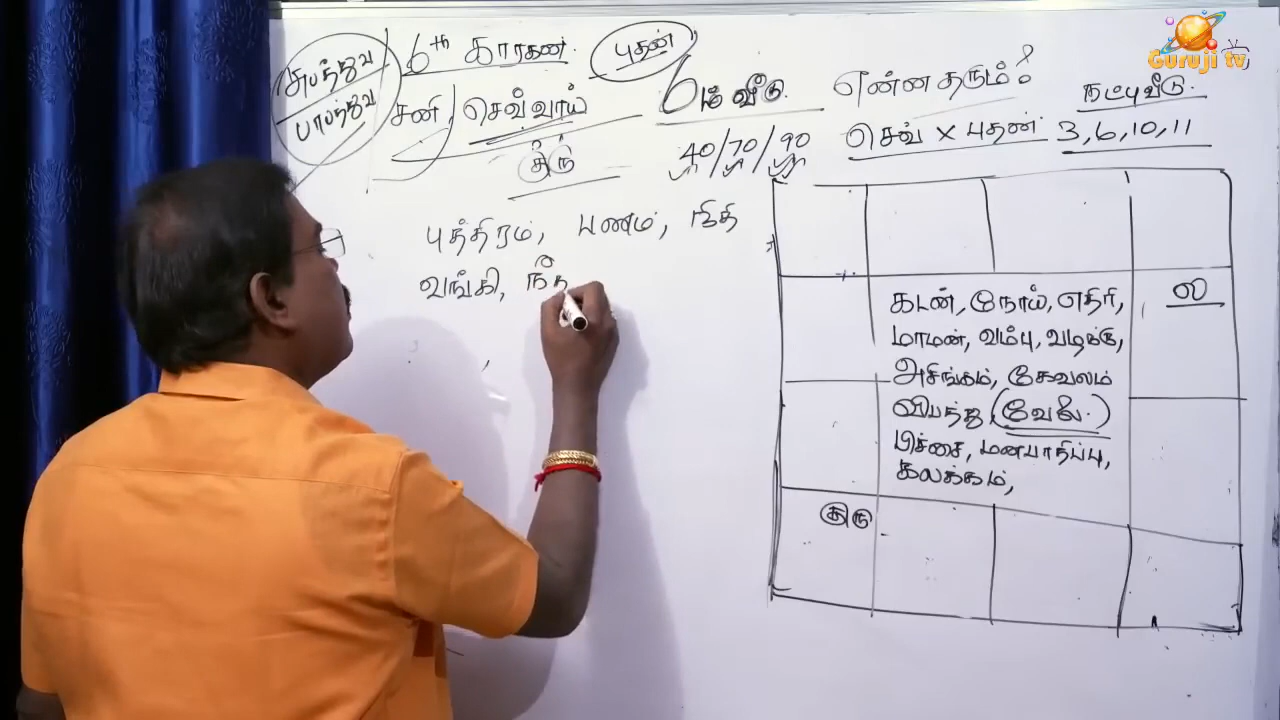 சுபத்துவ
பாபத்துவ
6th காரகன்.
புதன்
சனி) செவ்வாய்
குரு
6ம் வீடு.
என்ன தரும்?
நட்புவீடு.
40/70/90
செவ் X புதன் 3, 6, 10, 11
புத்திரம், பணம், நிதி
வங்கி, நீத
கடன், நோய், எதிரி,
மாமன், வம்பு, வழக்கு,
அசிங்கம், கேவலம்
விபத்து (வேலை.)
பிச்சை, மனபாதிப்பு,
கலக்கம்,
ல
குரு
Guruji tv